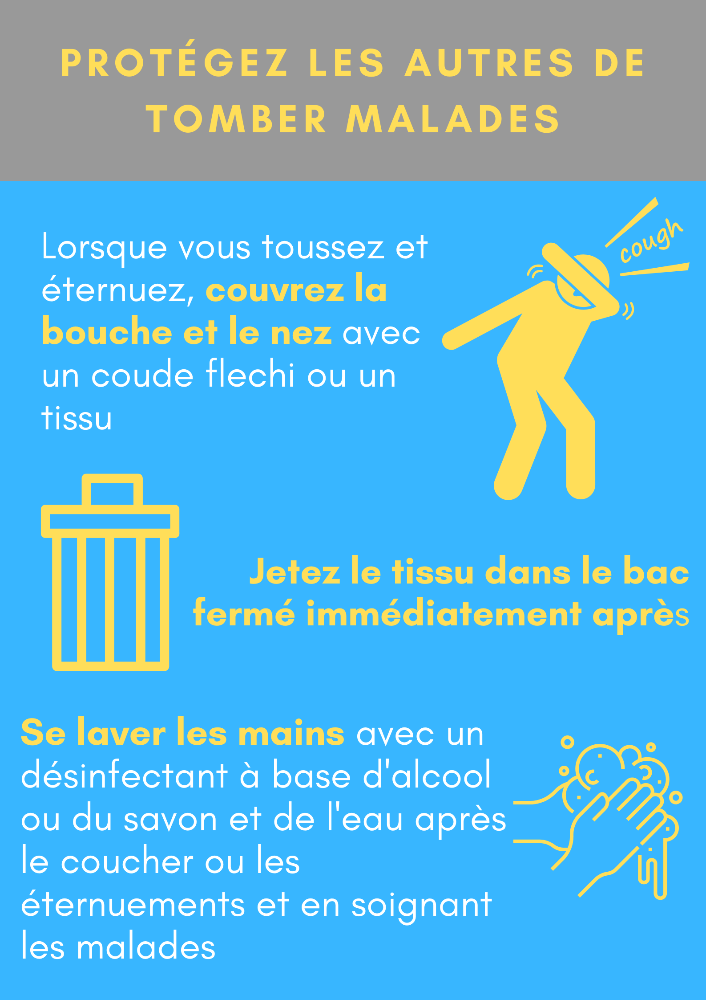 PROTÉGEZ LES AUTRES DE
TOMBER MALADES
cough
Lorsque vous toussez et
éternuez, couvrez la
bouche et le nez avec
un coude flechi ou un
tissu
Jetez le tissu dans le bac
fermé immédiatement après
Se laver les mains avec un
désinfectant à base d'alcool
ou du savon et de l'eau après
le coucher ou les
éternuements et en soignant
les malades